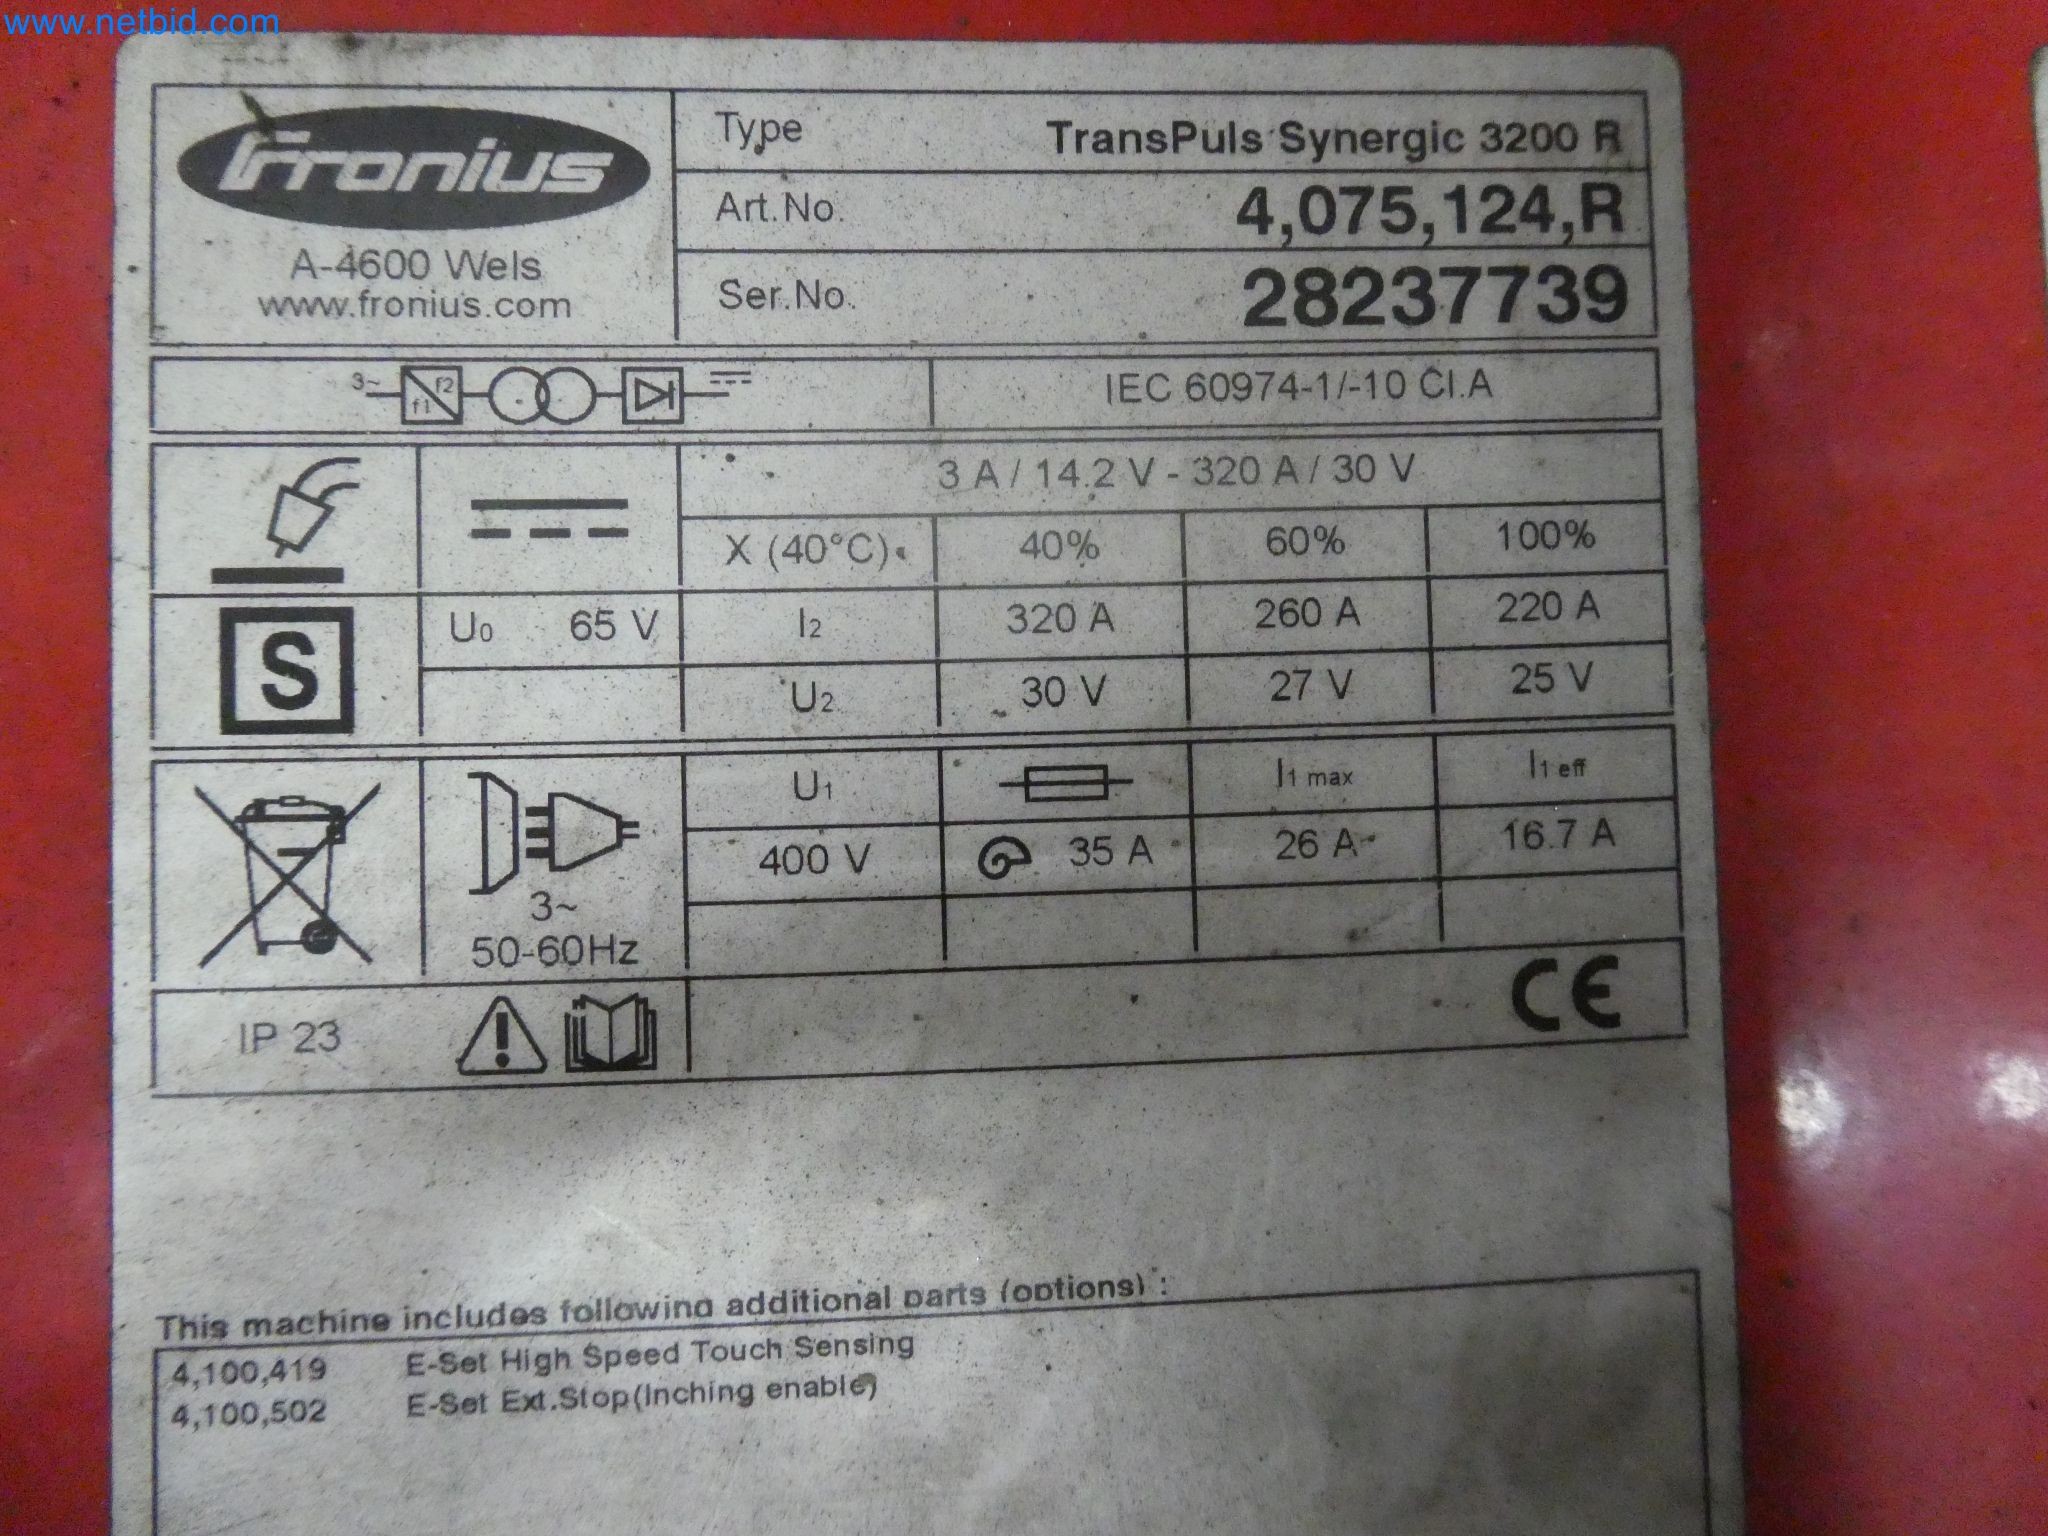 www.netbid.com
Fronius
A-4600 Wels
www.fronius.com
Type TransPuls Synergic 3200 R
Art.No. 4,075,124,R
Ser.No. 28237739
3~ f1 f2
IEC 60974-1/-10 Cl.A
3 A / 14.2 V - 320 A / 30 V
X (40°C) 40% 60% 100%
S
U0 65 V I2 320 A 260 A 220 A
U2 30 V 27 V 25 V
U1 I1 max I1 eff
400 V 35 A 26 A 16.7 A
3~
50-60Hz
IP 23
CE
This machine includes following additional parts (options) :
4,100,419 E-Set High Speed Touch Sensing
4,100,502 E-Set Ext.Stop(Inching enable)